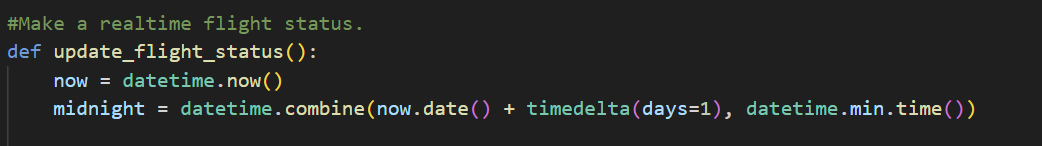 #Make a realtime flight status.
def update_flight_status():
    now = datetime.now()
    midnight = datetime.combine(now.date() + timedelta(days=1), datetime.min.time())